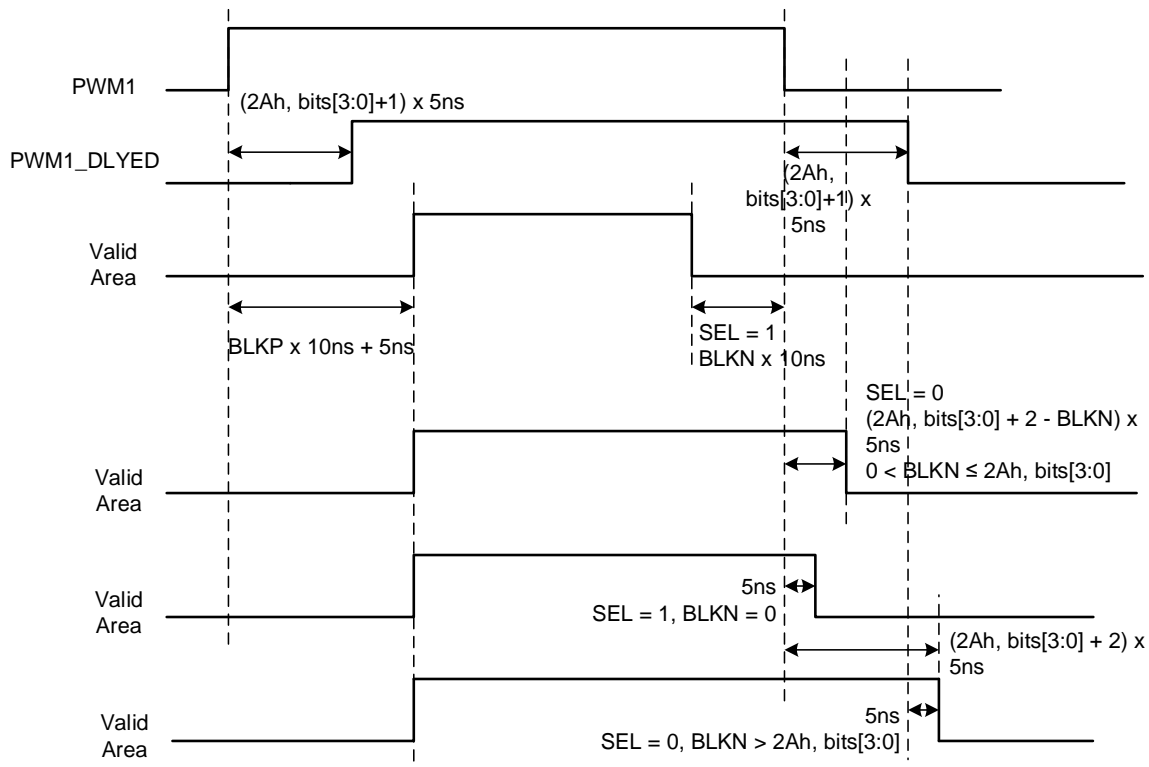 PWM1
(2Ah, bits[3:0]+1) x 5ns
PWM1_DLYED
(2Ah,
bits[3:0]+1) x
5ns
Valid
Area
BLKP x 10ns + 5ns
SEL = 1
BLKN x 10ns
SEL = 0
(2Ah, bits[3:0] + 2 - BLKN) x
5ns
0 < BLKN ≤ 2Ah, bits[3:0]
Valid
Area
5ns
SEL = 1, BLKN = 0
Valid
Area
(2Ah, bits[3:0] + 2) x
5ns
Valid
Area
5ns
SEL = 0, BLKN > 2Ah, bits[3:0]